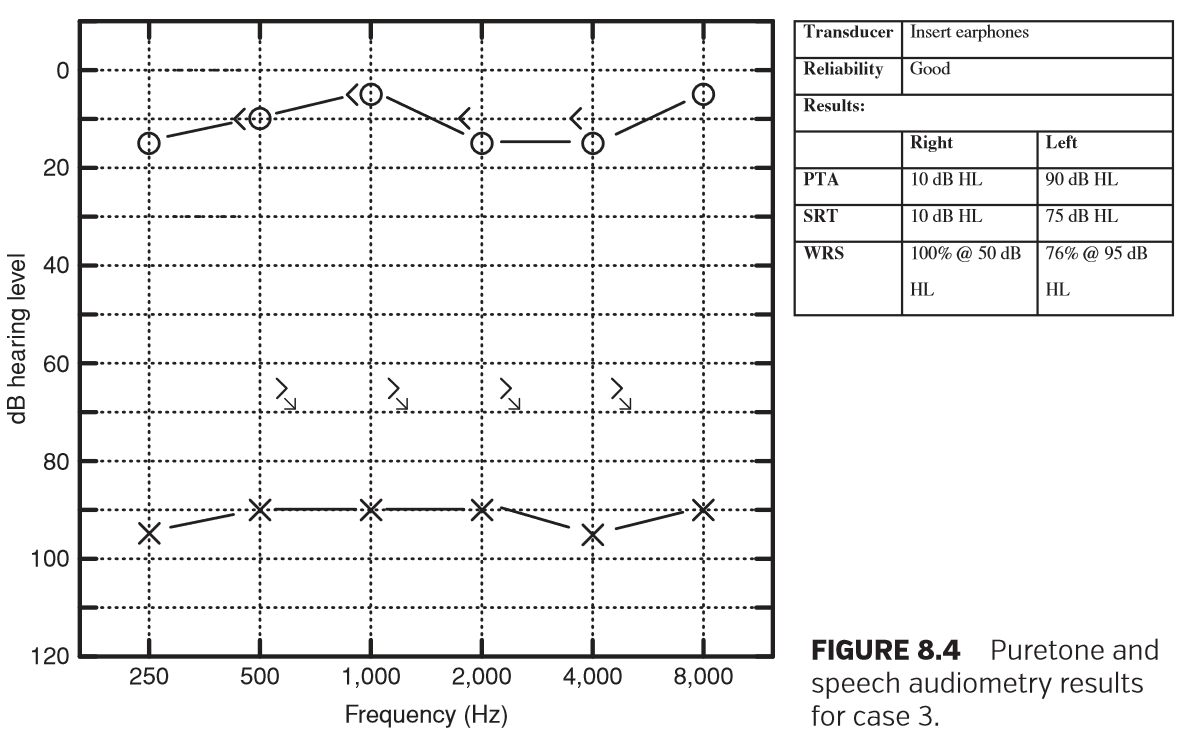 0
20
40
60
80
100
120
dB hearing level
250 500 1,000 2,000 4,000 8,000
Frequency (Hz)
Transducer Insert earphones
Reliability Good
Results:
Right Left
PTA 10 dB HL 90 dB HL
SRT 10 dB HL 75 dB HL
WRS 100% @ 50 dB HL 76% @ 95 dB HL
FIGURE 8.4 Puretone and
speech audiometry results
for case 3.